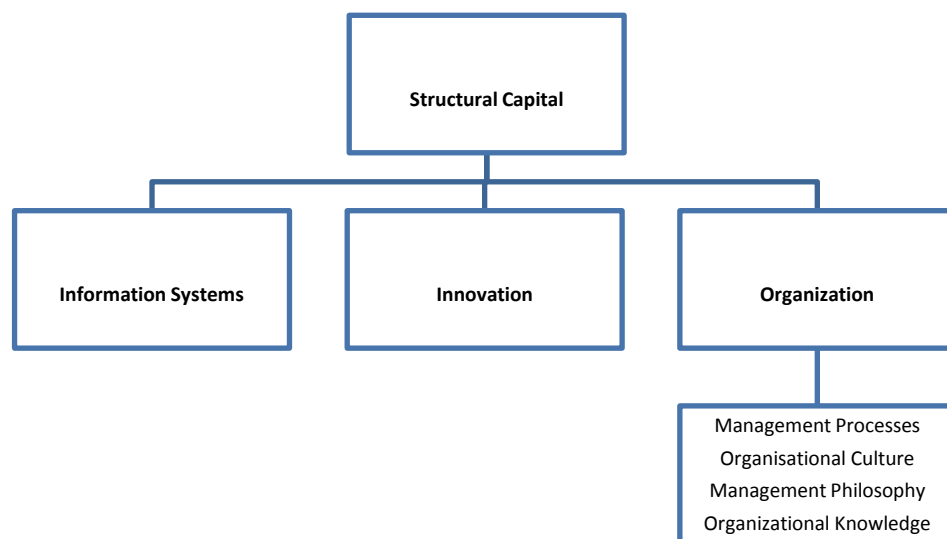 Structural Capital
Information Systems
Innovation
Organization
Management Processes
Organisational Culture
Management Philosophy
Organizational Knowledge